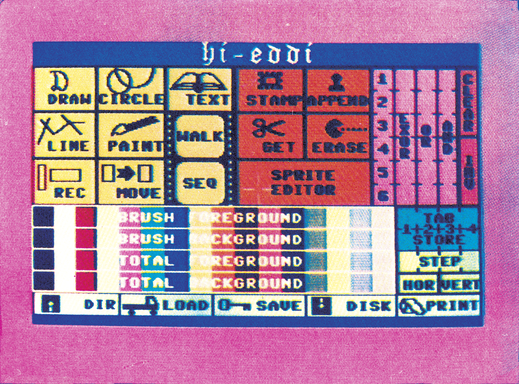 hi-eddi
DRAW CIRCLE TEXT STAMP APPEND
LINE PAINT WALK GET ERASE
REC MOVE SEQ SPRITE EDITOR
1
2
3
4
5
6
OR
CLEAR
INV
BRUSH FOREGROUND
BRUSH BACKGROUND
TOTAL FOREGROUND
TOTAL BACKGROUND
TAB
1+2+3+4
STORE
STEP
HOR VERT
DIR LOAD SAVE DISK PRINT